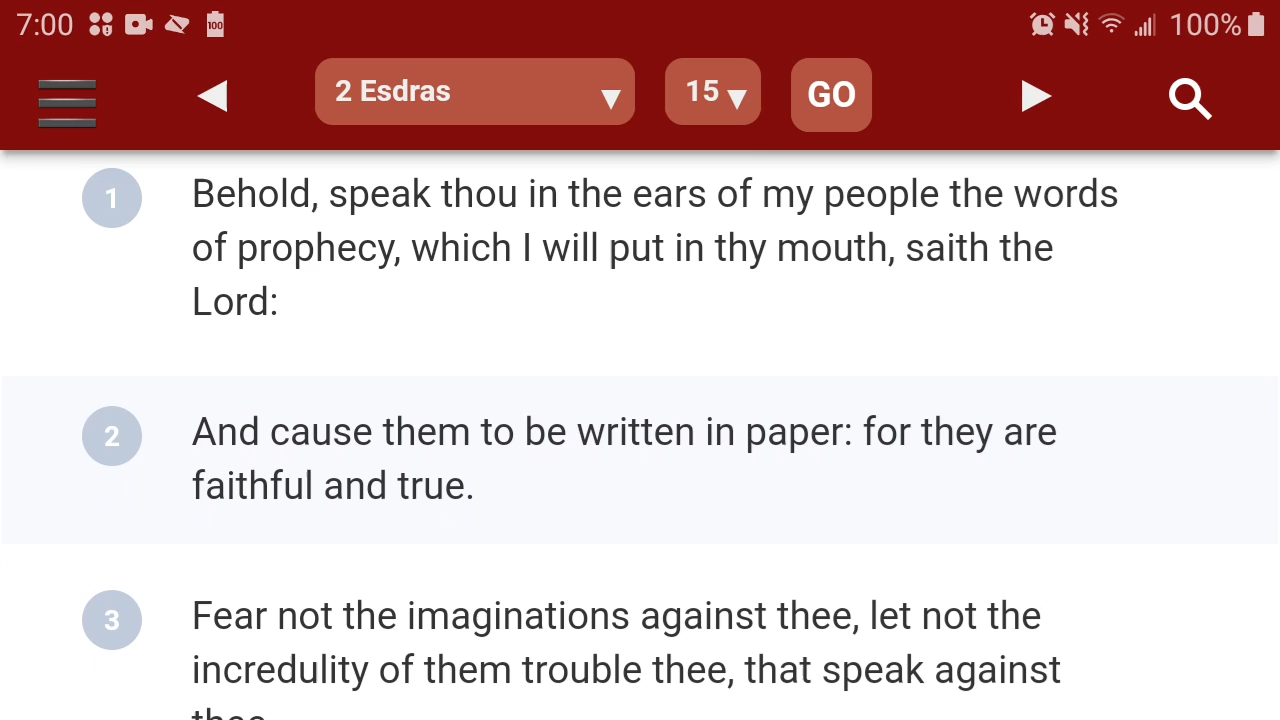 7:00 100 100%
2 Esdras 15 GO
1 Behold, speak thou in the ears of my people the words
of prophecy, which I will put in thy mouth, saith the
Lord:
2 And cause them to be written in paper: for they are
faithful and true.
3 Fear not the imaginations against thee, let not the
incredulity of them trouble thee, that speak against